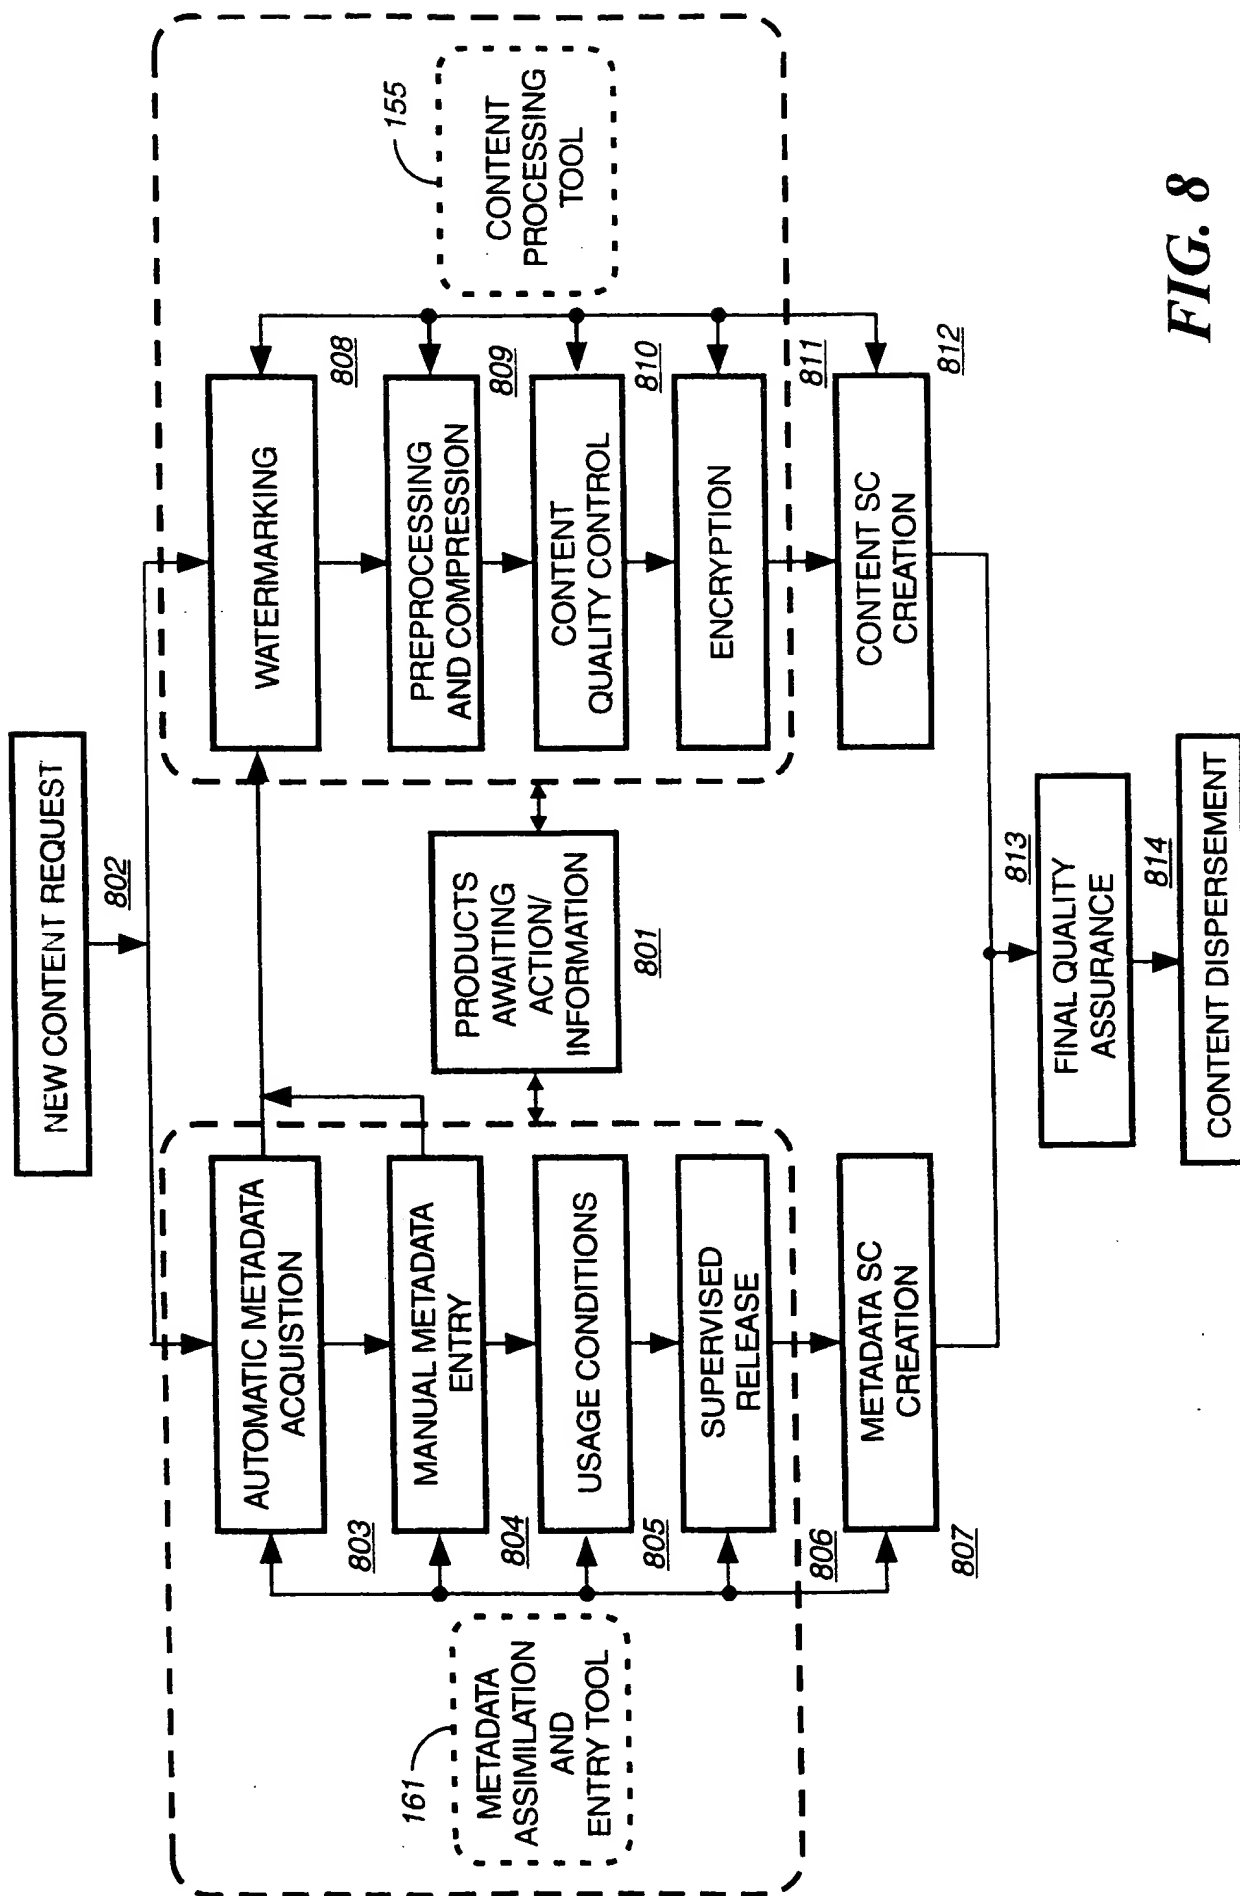 NEW CONTENT REQUEST
802
AUTOMATIC METADATA
ACQUISTION
803
MANUAL METADATA
ENTRY
804
USAGE CONDITIONS
805
SUPERVISED
RELEASE
806
METADATA SC
CREATION
807
161
METADATA
ASSIMILATION
AND
ENTRY TOOL
PRODUCTS
AWAITING
ACTION/
INFORMATION
801
WATERMARKING
808
PREPROCESSING
AND COMPRESSION
809
CONTENT
QUALITY CONTROL
810
ENCRYPTION
811
CONTENT SC
CREATION
812
155
CONTENT
PROCESSING
TOOL
813
FINAL QUALITY
ASSURANCE
814
CONTENT DISPERSEMENT
FIG. 8